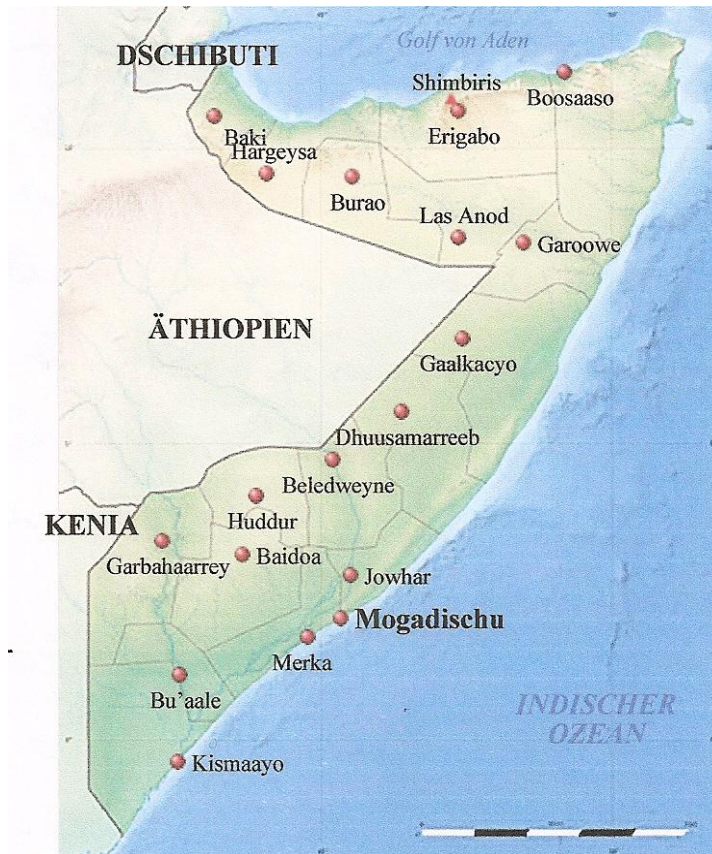 Golf von Aden
DSCHIBUTI
Shimbiris
Boosaaso
Erigabo
Baki
Hargeysa
Burao
Las Anod
Garoowe
ÄTHIOPIEN
Gaalkacyo
Dhuusamarreeb
Beledweyne
Huddur
KENIA
Garbahaarrey
Baidoa
Jowhar
Mogadischu
Merka
Bu'aale
INDISCHER
OZEAN
Kismaayo